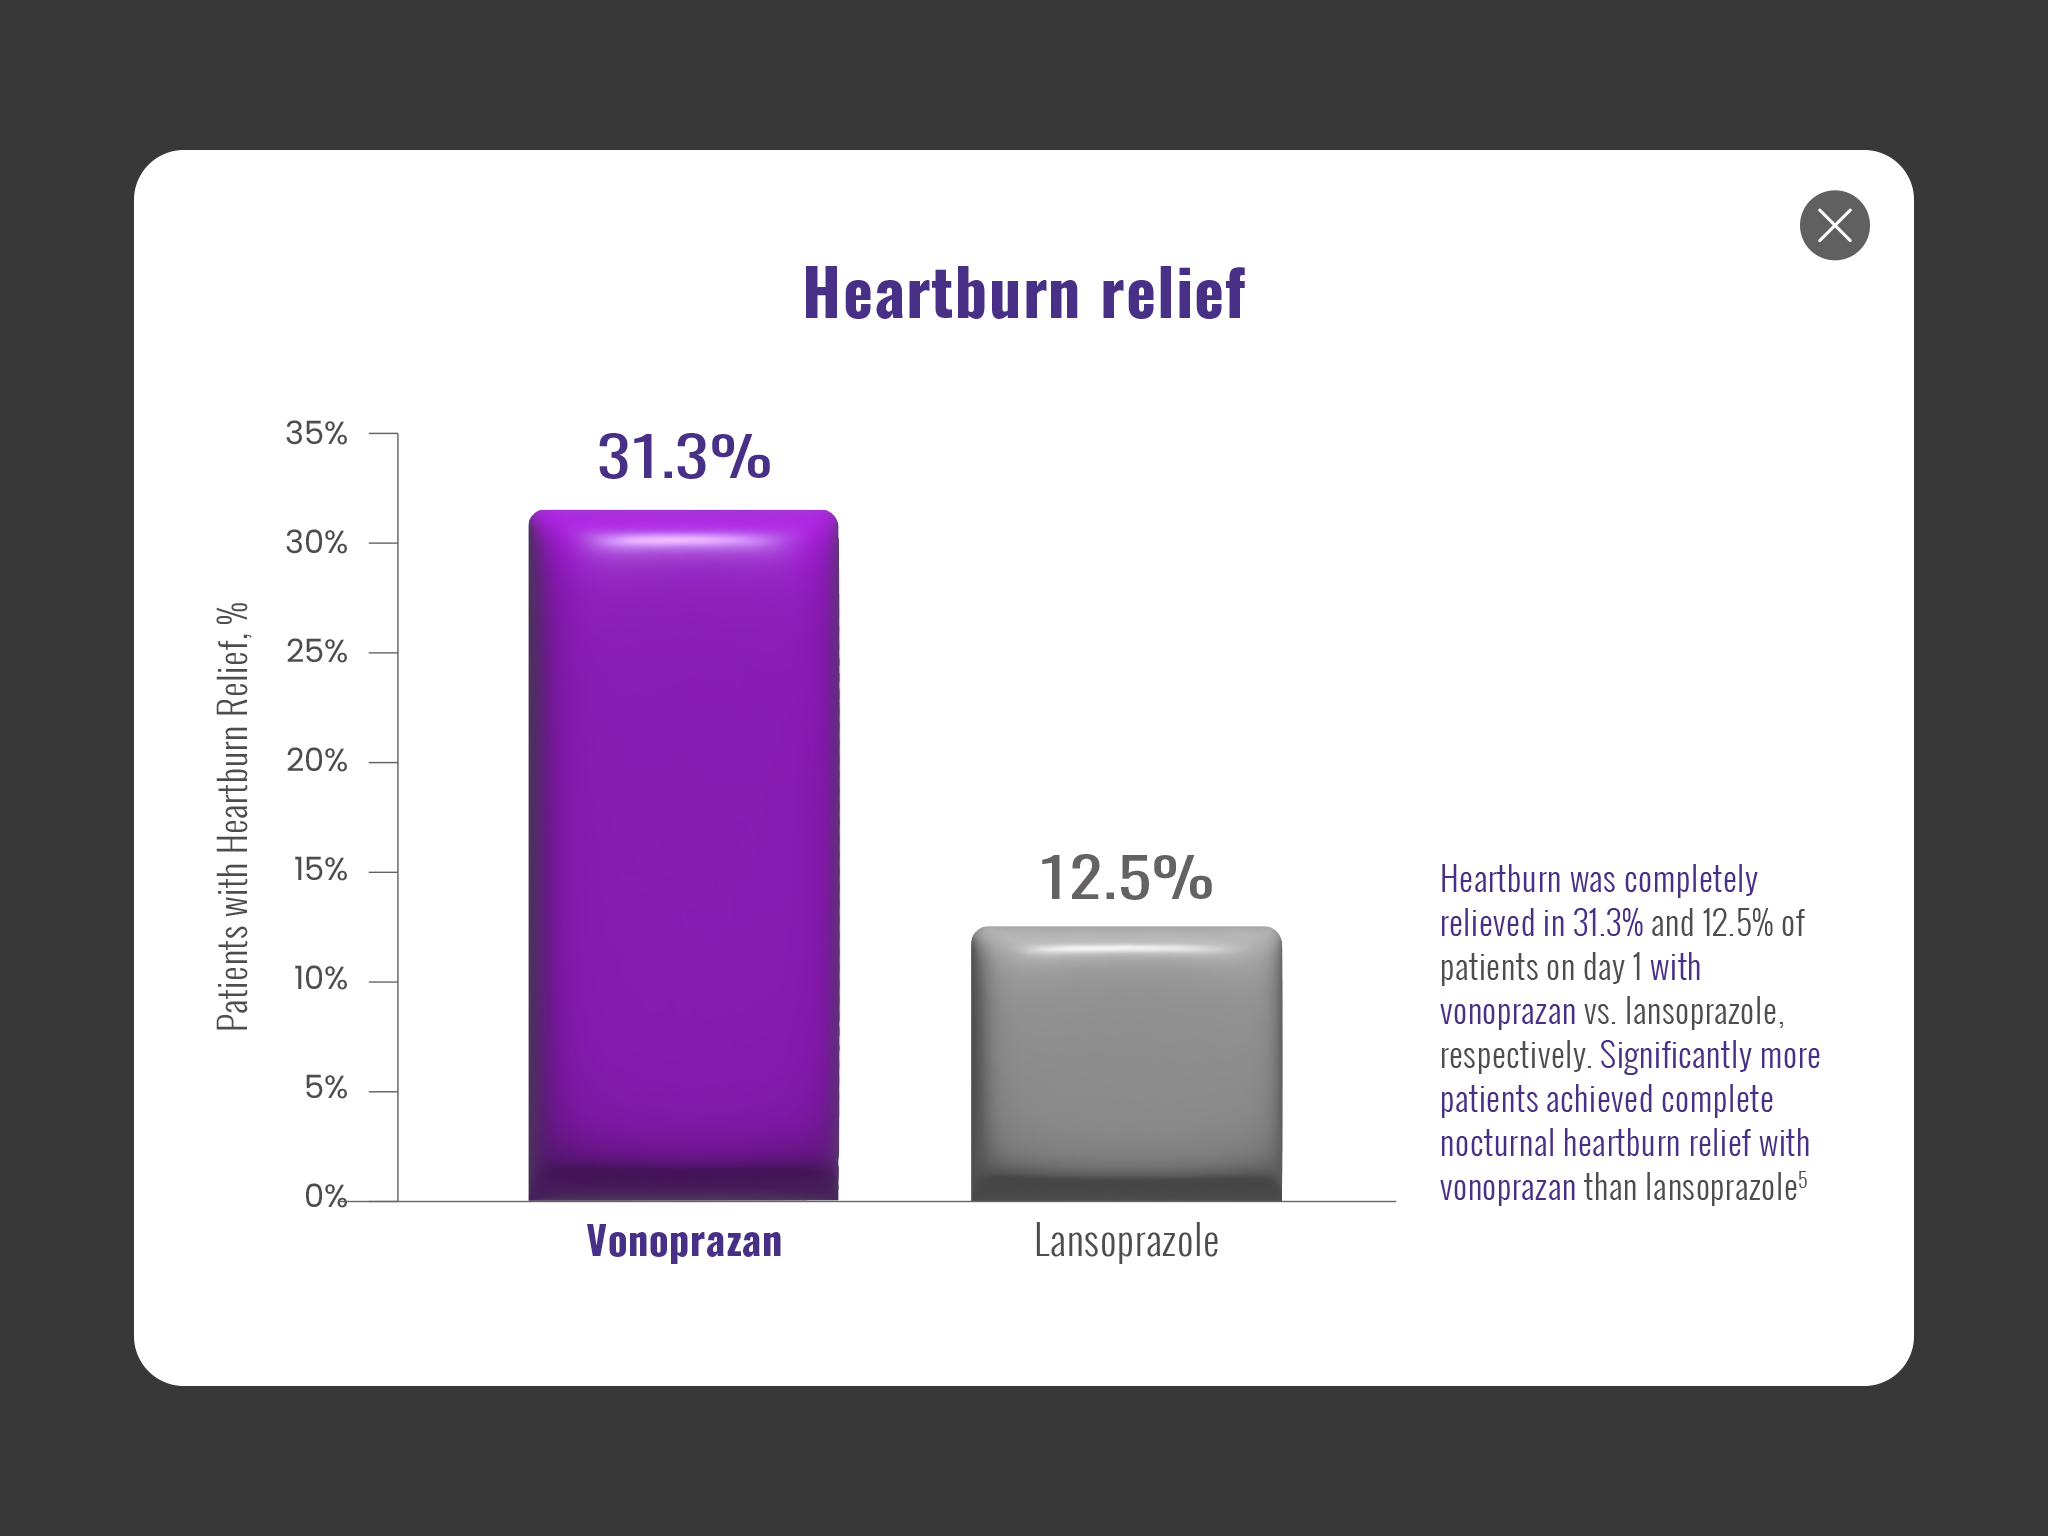 Heartburn relief
35%
30%
25%
20%
15%
10%
5%
0%
Patients with Heartburn Relief, %
31.3%
12.5%
Vonoprazan
Lansoprazole
Heartburn was completely
relieved in 31.3% and 12.5% of
patients on day 1 with
vonoprazan vs. lansoprazole,
respectively. Significantly more
patients achieved complete
nocturnal heartburn relief with
vonoprazan than lansoprazole⁵